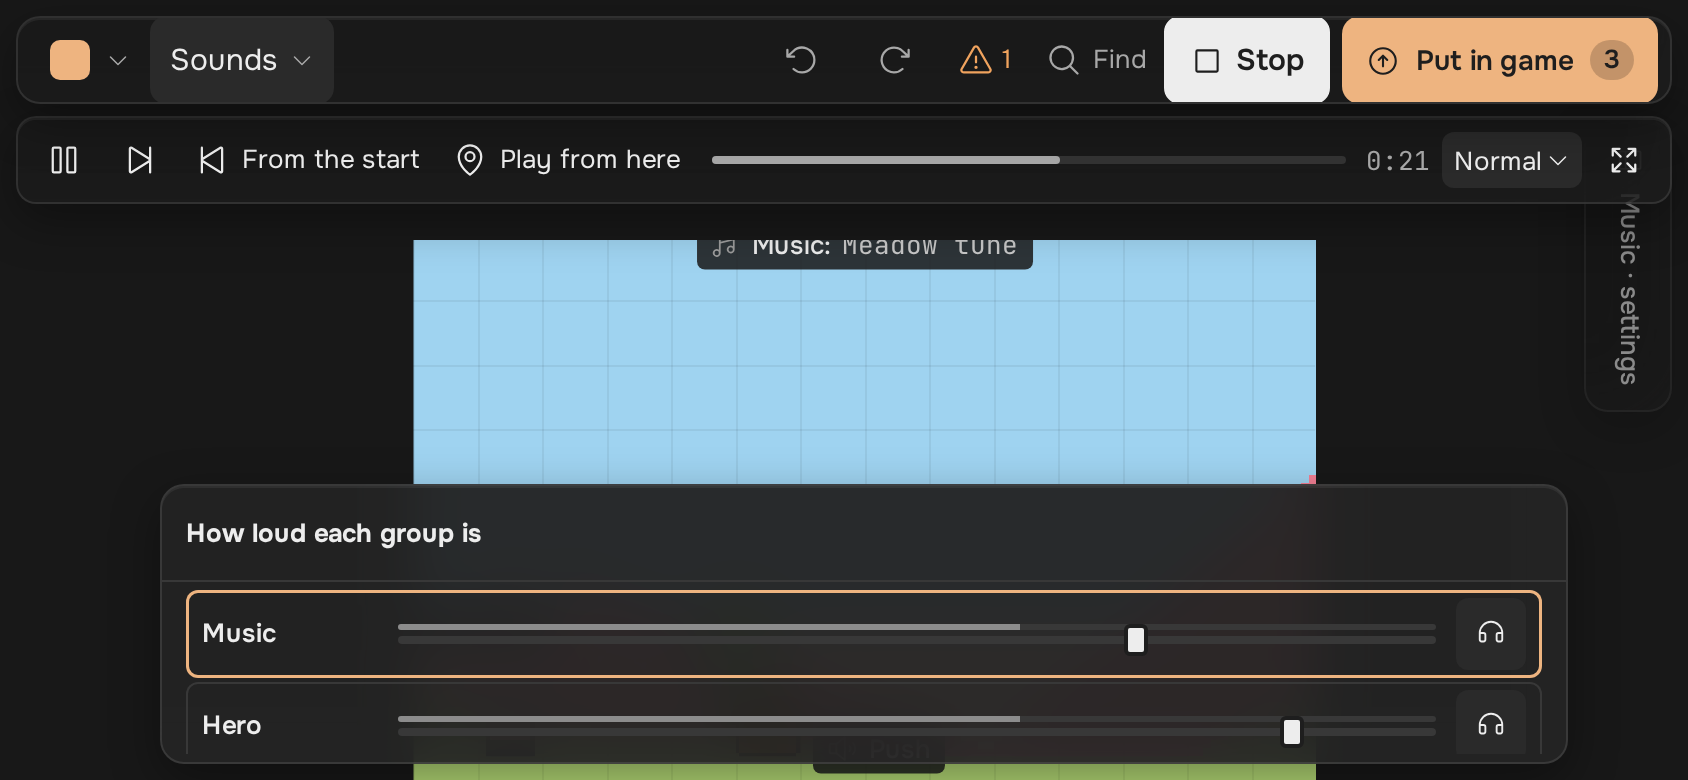 Sounds
1
Find
Stop
Put in game
3
From the start
Play from here
0:21
Normal
Music · settings
Music: Meadow tune
How loud each group is
Music
Hero
Push